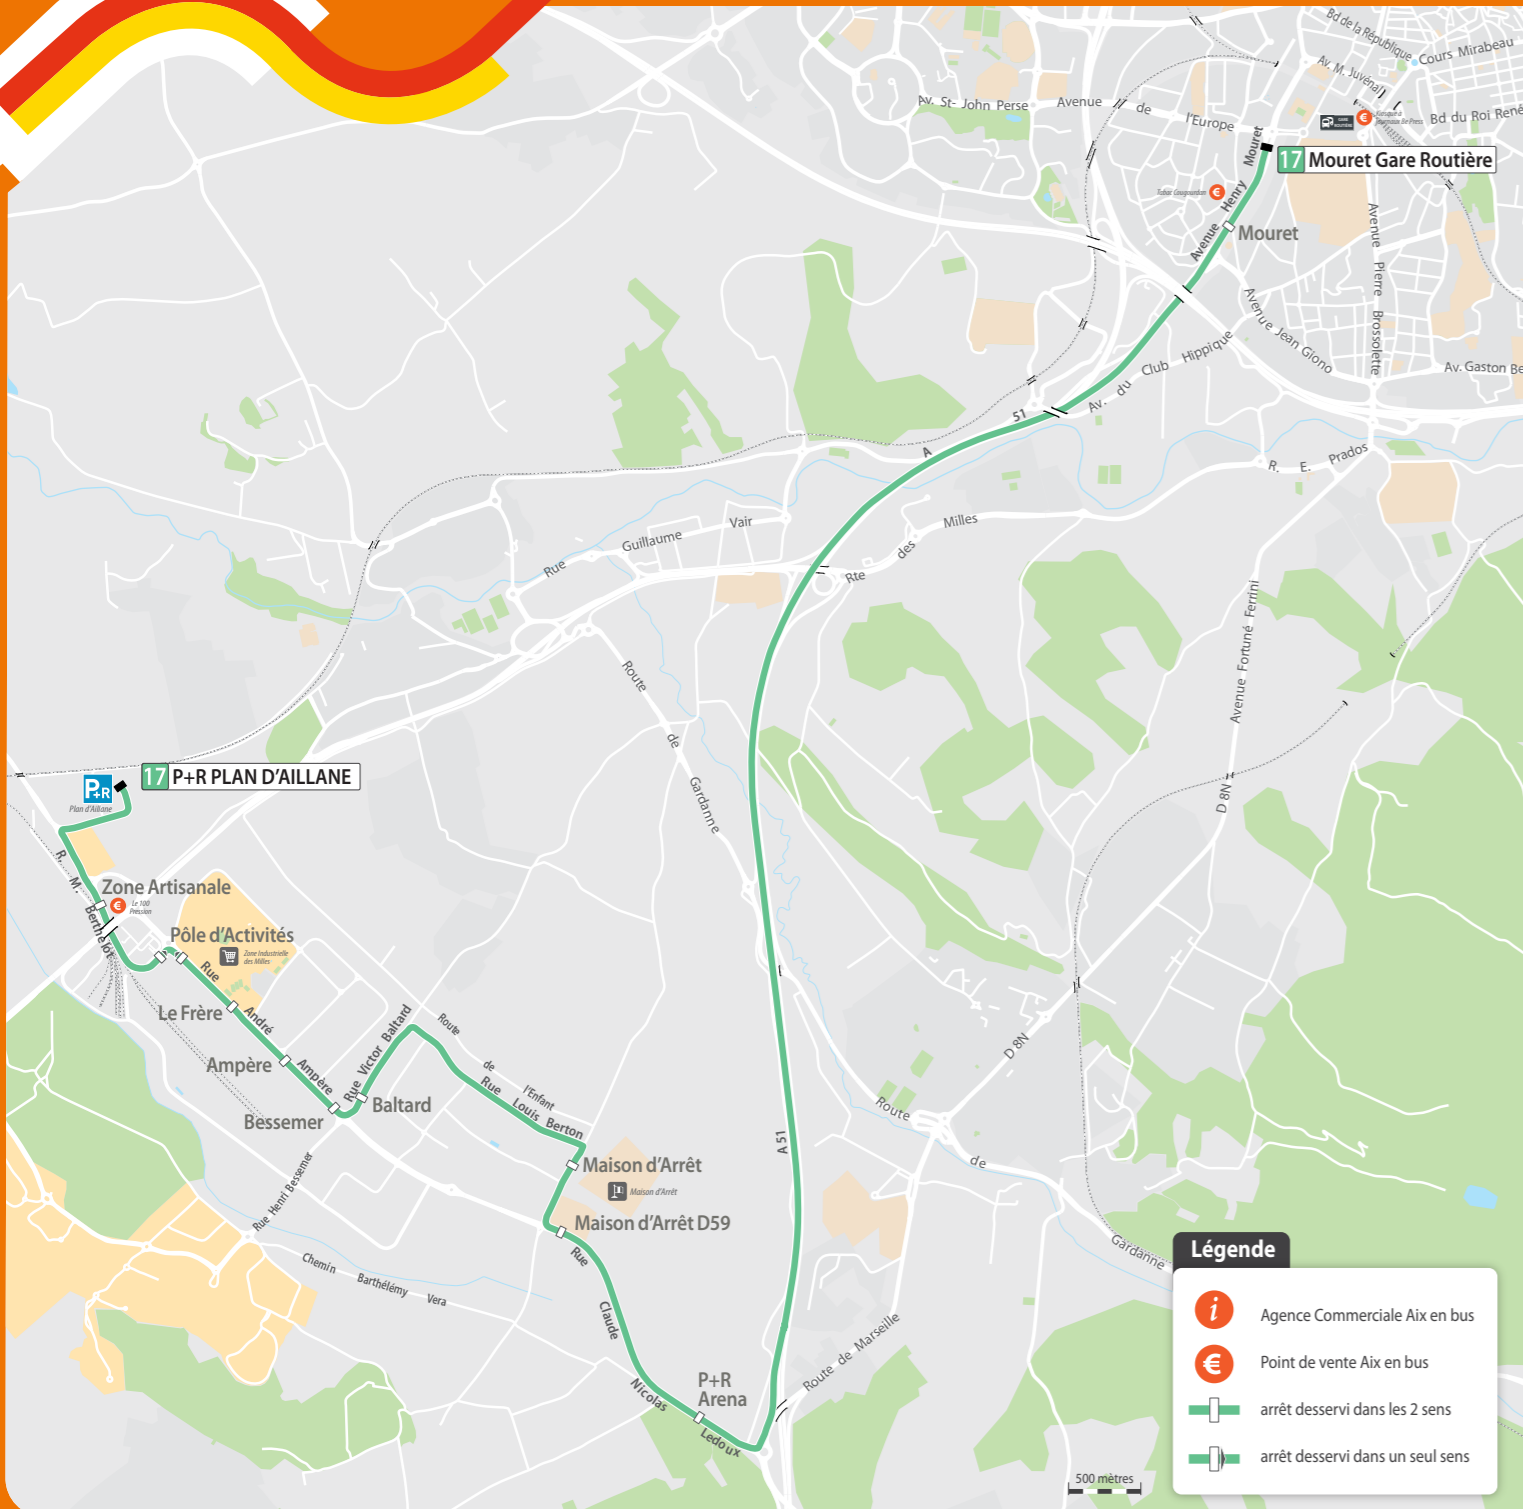 Bd de la République
Cours Mirabeau
Av. M. Juvénal
Av. St- John Perse
Avenue de l'Europe
GARE ROUTIÈRE
Bd du Roi René
17 Mouret Gare Routière
Tabac Cougourdan
Avenue Henry Mouret
Mouret
Avenue Pierre Brossolette
Avenue Jean Giono
Av. du Club Hippique
Av. Gaston Be
A 51
R. E. Prados
Rue Guillaume Vair
Rte des Milles
Avenue Fortuné Ferrini
Route de Gardanne
17 P+R PLAN D'AILLANE
P+R
Plan d'Aillane
D 8N
R. M. Berthelot
Zone Artisanale
Le 100
Pression
Pôle d'Activités
Zone Industrielle
des Milles
Rue André Ampère
Le Frère
Ampère
Bessemer
Rue Victor Baltard
Baltard
Route de l'Enfant
Rue Louis Berton
D 8N
Route de Gardanne
A 51
Maison d'Arrêt
Maison d'Arrêt
Maison d'Arrêt D59
Rue Henri Bessemer
Chemin Barthélémy Vera
Rue Claude Nicolas Ledoux
P+R
Arena
Route de Marseille
Légende
i Agence Commerciale Aix en bus
€ Point de vente Aix en bus
arrêt desservi dans les 2 sens
arrêt desservi dans un seul sens
500 mètres